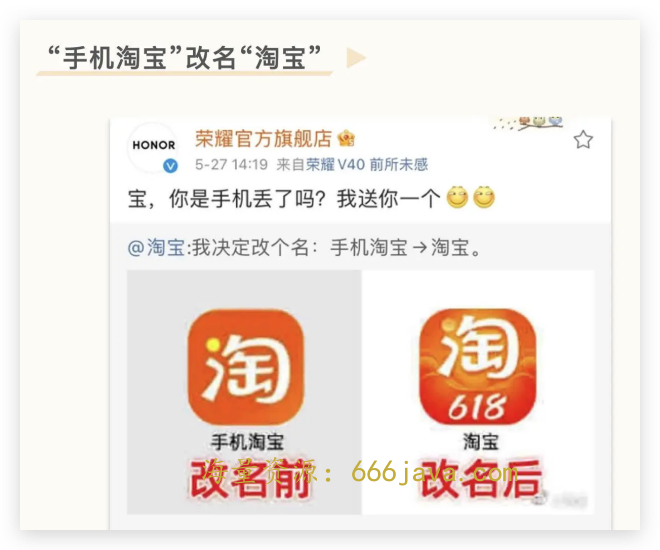 “手机淘宝”改名“淘宝”
HONOR
荣耀官方旗舰店
5-27 14:19 来自荣耀V40 前所未感
宝，你是手机丢了吗？我送你一个
@淘宝:我决定改个名：手机淘宝→淘宝。
淘
淘
618
手机淘宝
淘宝
改名前
改名后
海量资源：666java.com